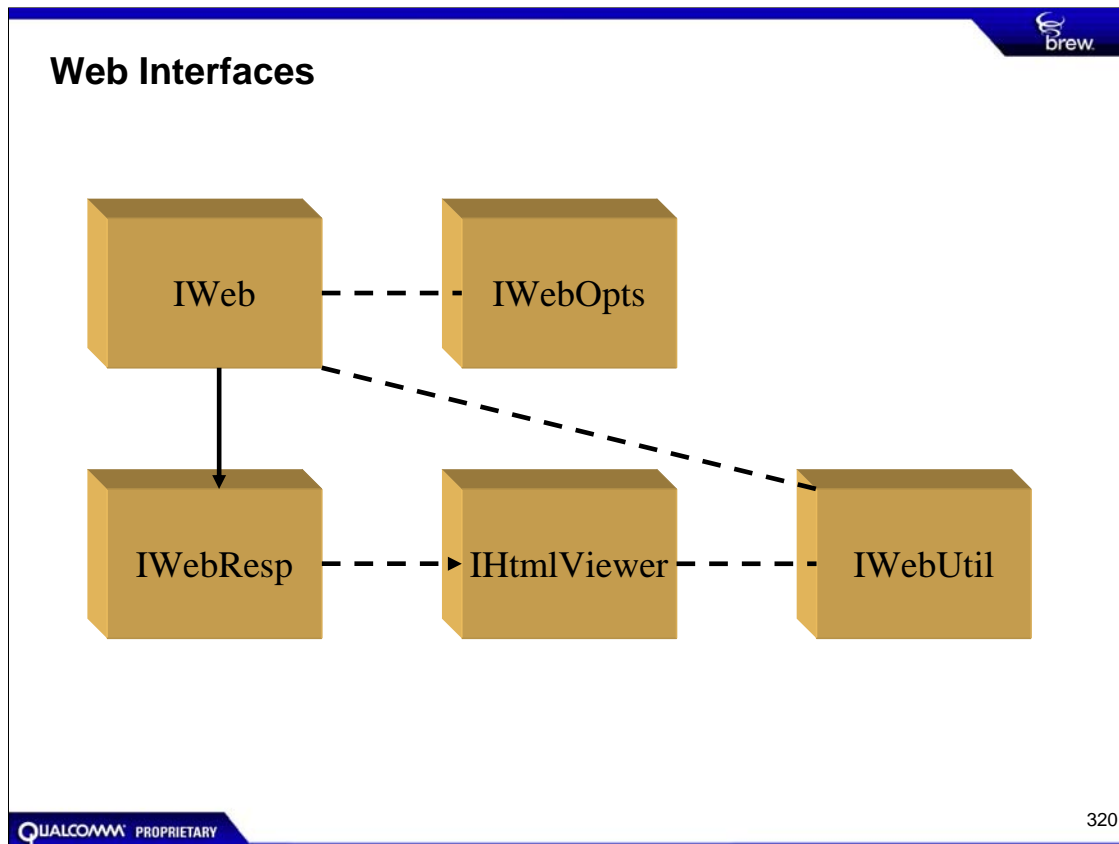 brew.
Web Interfaces
IWeb
IWebOpts
IWebResp
IHtmlViewer
IWebUtil
QUALCOMM PROPRIETARY
320